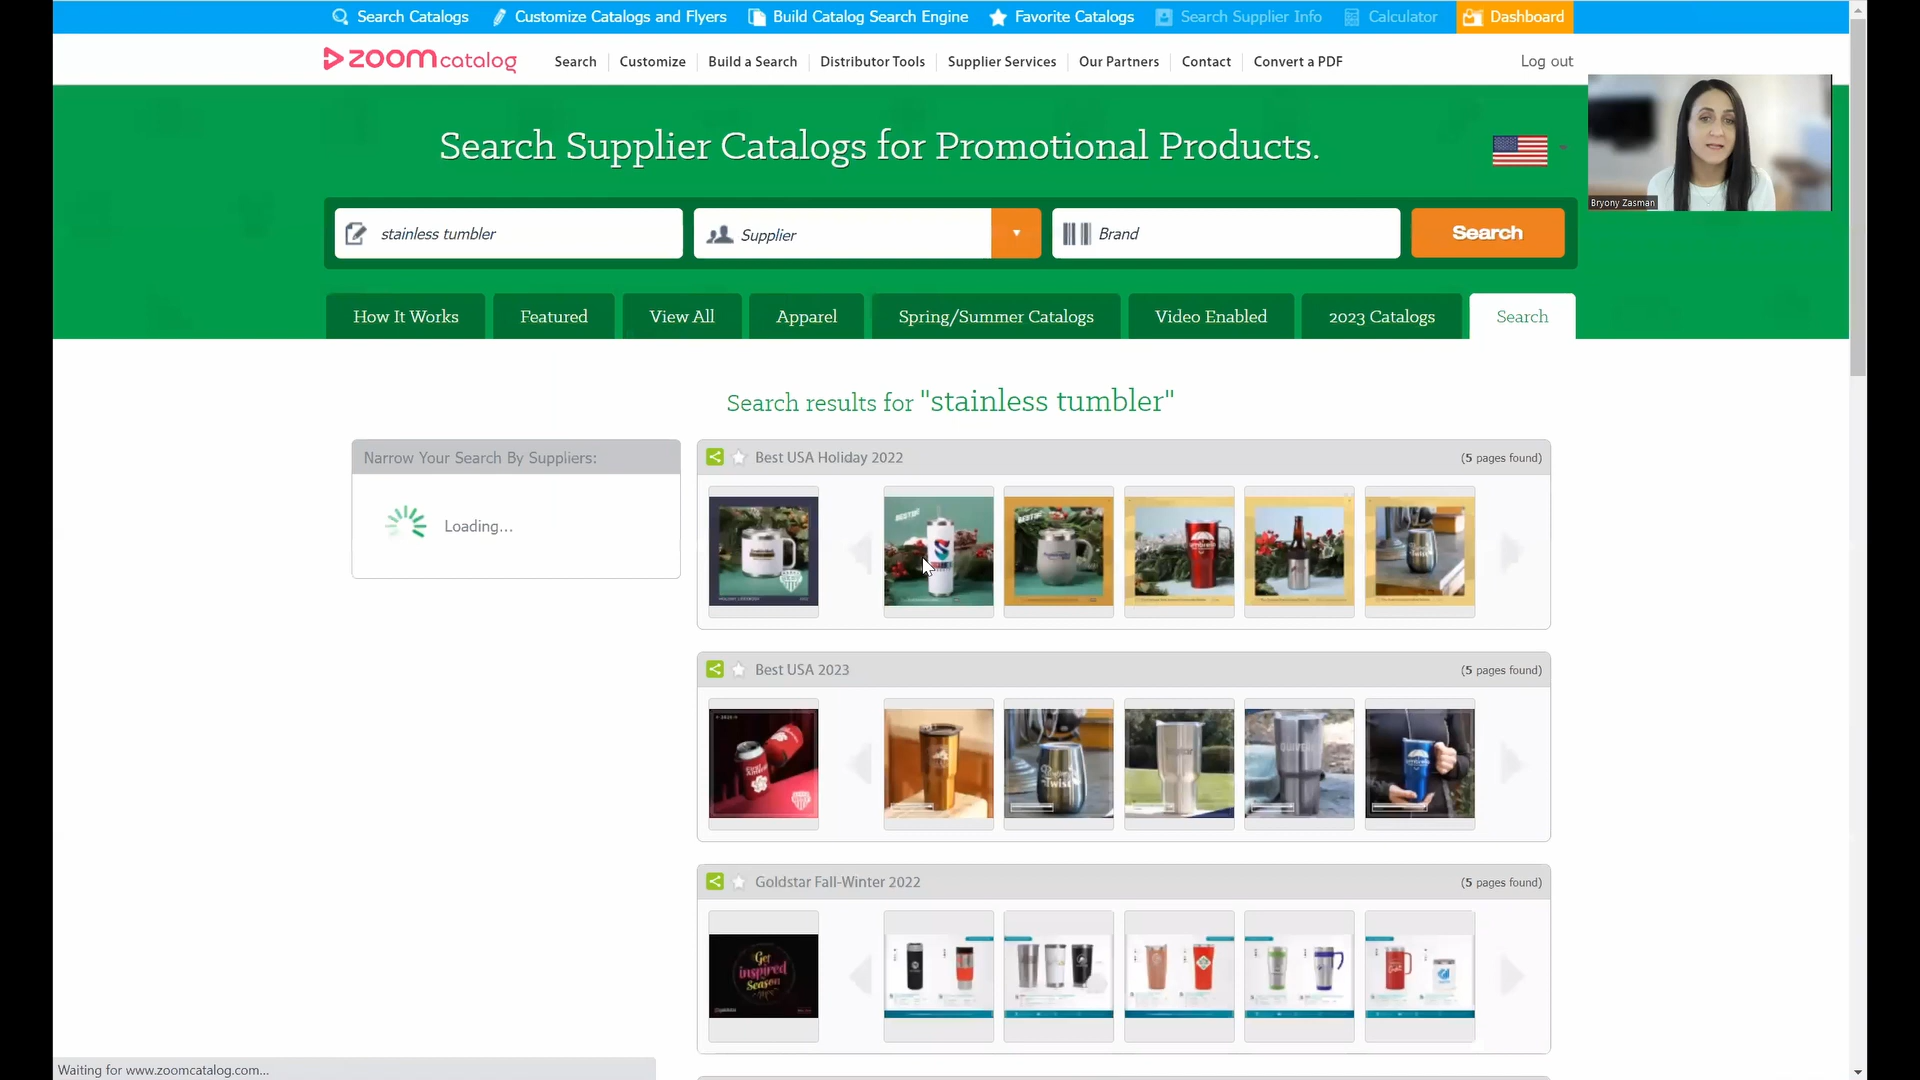 Search Catalogs
Customize Catalogs and Flyers
Build Catalog Search Engine
Favorite Catalogs
Search Supplier Info
Calculator
Dashboard
zoomcatalog
Search
Customize
Build a Search
Distributor Tools
Supplier Services
Our Partners
Contact
Convert a PDF
Log out
Search Supplier Catalogs for Promotional Products.
Bryony Zasman
stainless tumbler
Supplier
Brand
Search
How It Works
Featured
View All
Apparel
Spring/Summer Catalogs
Video Enabled
2023 Catalogs
Search
Search results for "stainless tumbler"
Narrow Your Search By Suppliers:
Loading...
Best USA Holiday 2022
(5 pages found)
Best USA 2023
(5 pages found)
QUIVER
Goldstar Fall-Winter 2022
(5 pages found)
Get
inspired
Season
Waiting for www.zoomcatalog.com...